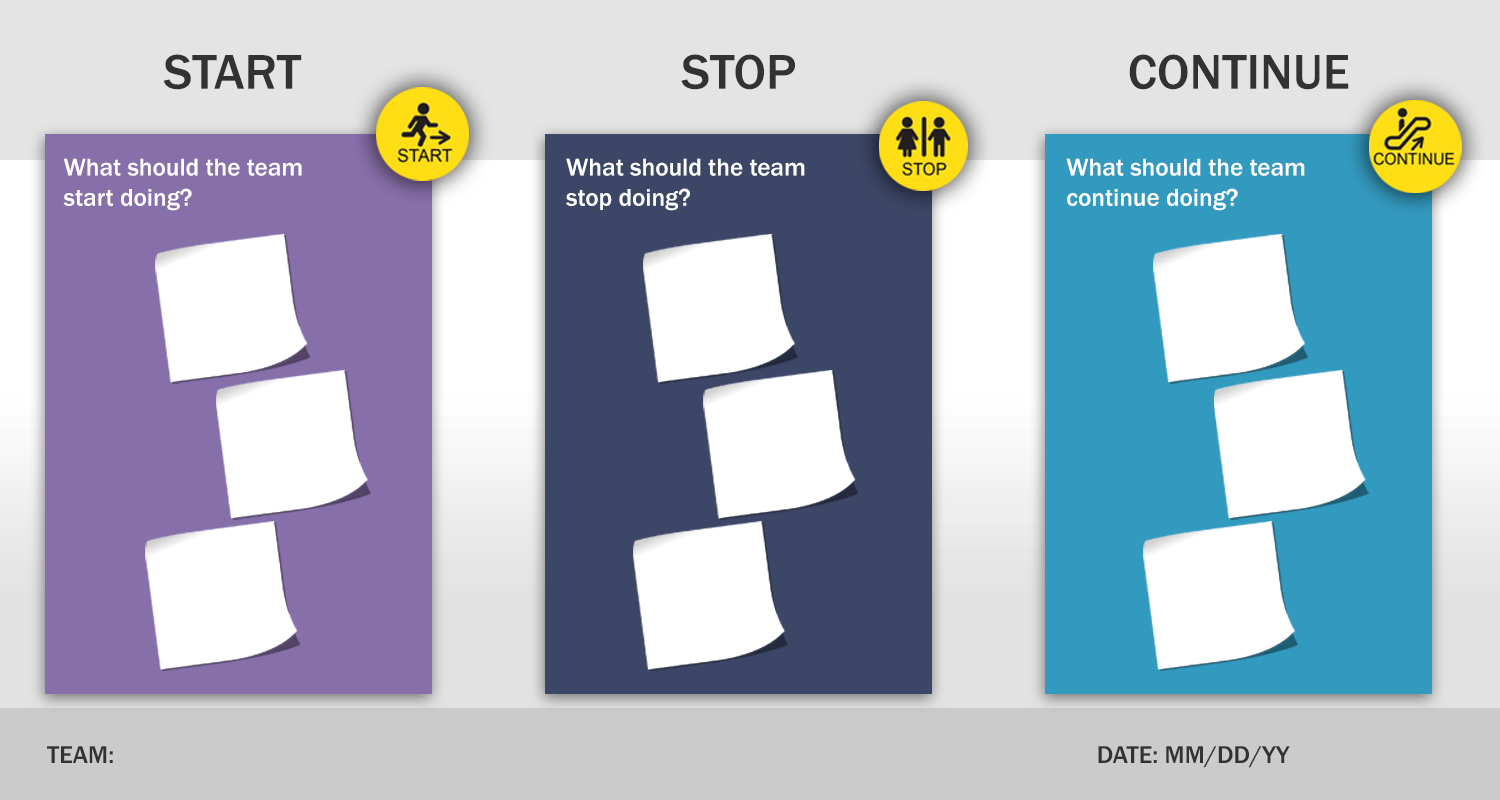 START
STOP
CONTINUE
START
STOP
CONTINUE
What should the team
start doing?
What should the team
stop doing?
What should the team
continue doing?
TEAM:
DATE: MM/DD/YY